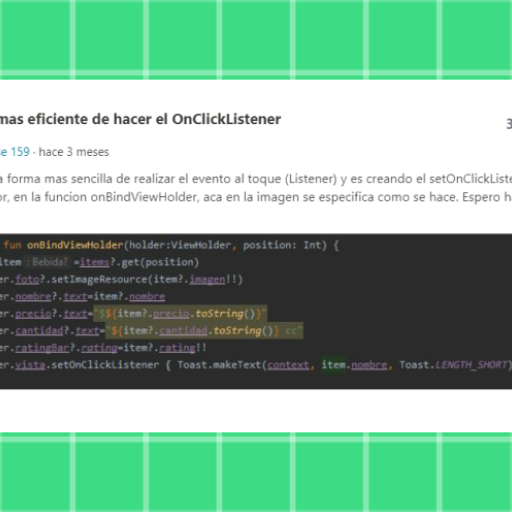 mas eficiente de hacer el OnClickListener
3
se 159 · hace 3 meses
a forma mas sencilla de realizar el evento al toque (Listener) y es creando el setOnClickListe
or, en la funcion onBindViewHolder, aca en la imagen se especifica como se hace. Espero h
fun onBindViewHolder(holder:ViewHolder, position: Int) {
item :Bebida? =items?.get(position)
er.foto?.setImageResource(item?.imagen!!)
er.nombre?.text=item?.nombre
er.precio?.text="$${item?.precio.toString()}"
er.cantidad?.text="${item?.cantidad.toString()} cc"
er.ratingBar?.rating=item?.rating!!
er.vista.setOnClickListener { Toast.makeText(context, item.nombre, Toast.LENGTH_SHORT)